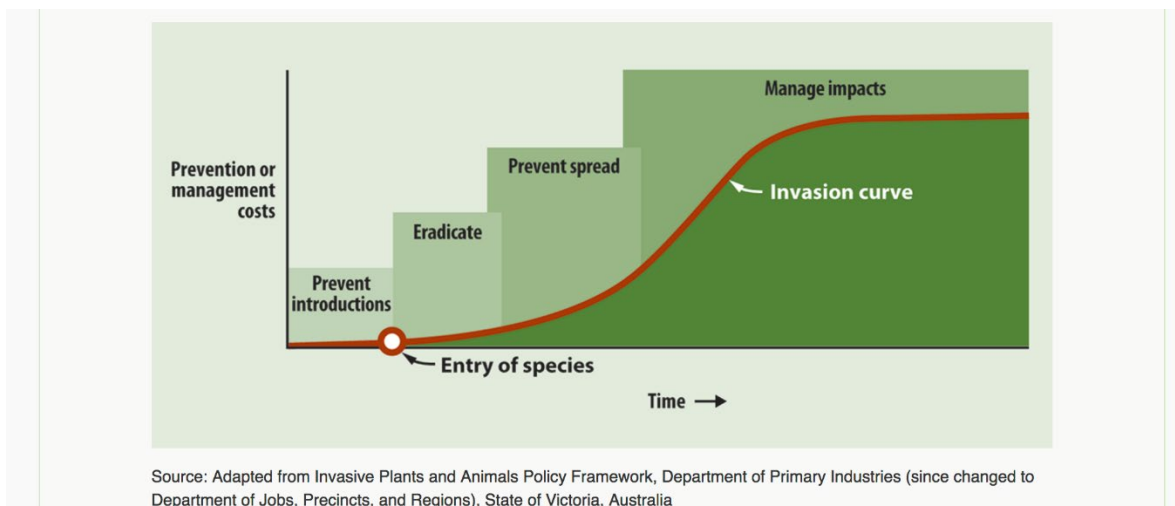 Manage impacts
Prevention or
management
costs
Prevent spread
Invasion curve
Eradicate
Prevent
introductions
Entry of species
Time
Source: Adapted from Invasive Plants and Animals Policy Framework, Department of Primary Industries (since changed to
Department of Jobs, Precincts, and Regions), State of Victoria, Australia